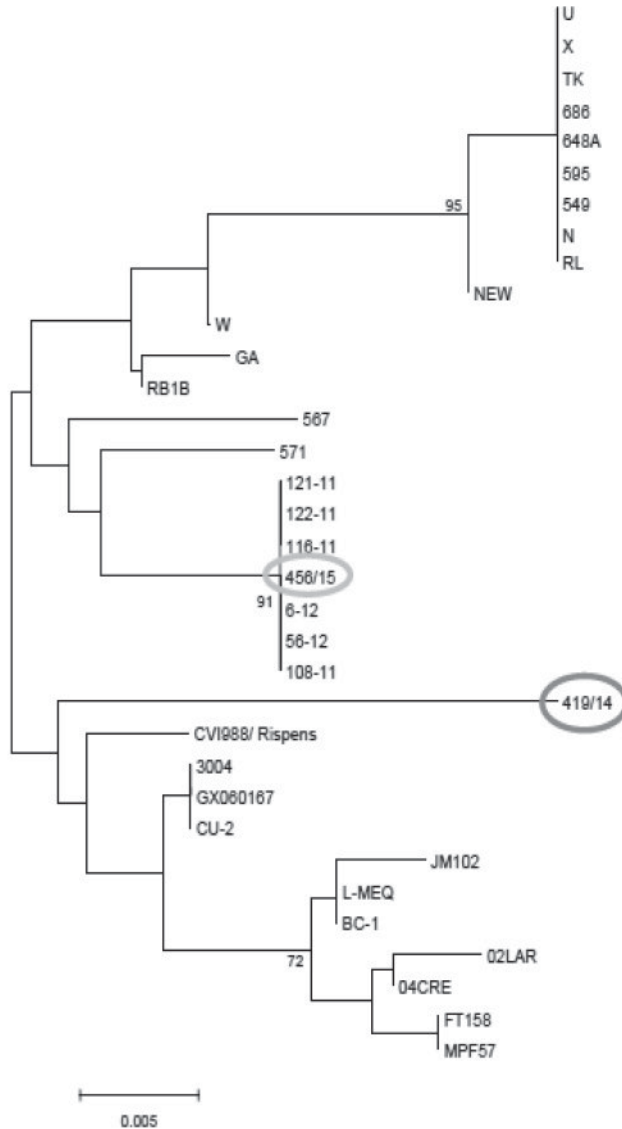 U
X
TK
686
648A
595
549
N
RL
95
NEW
W
GA
RB1B
567
571
121-11
122-11
116-11
456/15
91
6-12
56-12
108-11
419/14
CVI988/ Rispens
3004
GX060167
CU-2
JM102
L-MEQ
BC-1
72
02LAR
04CRE
FT158
MPF57
0.005